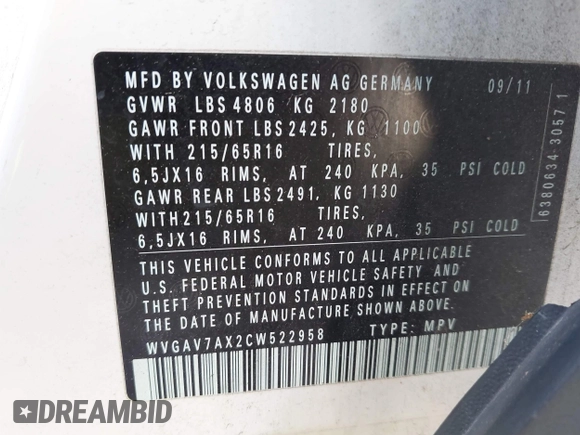 MFD BY VOLKSWAGEN AG GERMANY 09/11
GVWR LBS 4806 KG 2180
GAWR FRONT LBS 2425, KG 1100
WITH 215/65R16 TIRES,
6,5JX16 RIMS, AT 240 KPA, 35 PSI COLD
GAWR REAR LBS 2491, KG 1130
WITH 215/65R16 TIRES,
6,5JX16 RIMS, AT 240 KPA, 35 PSI COLD
THIS VEHICLE CONFORMS TO ALL APPLICABLE
U.S. FEDERAL MOTOR VEHICLE SAFETY AND
THEFT PREVENTION STANDARDS IN EFFECT ON
THE DATE OF MANUFACTURE SHOWN ABOVE.
WVGAV7AX2CW522958 TYPE: MPV
6380634 3057 1
DREAMBID